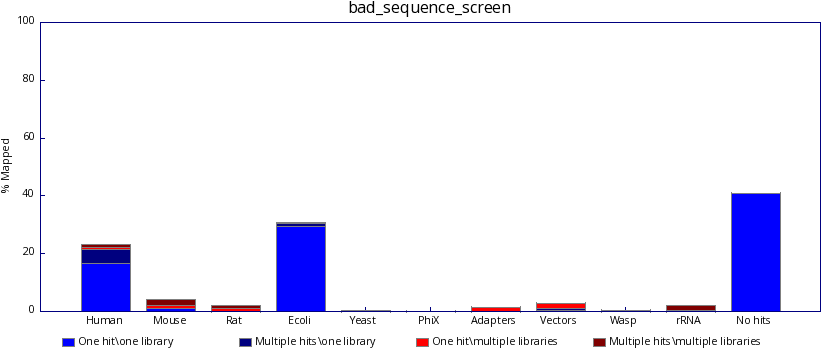 bad_sequence_screen
% Mapped
100
80
60
40
20
0
Human Mouse Rat Ecoli Yeast PhiX Adapters Vectors Wasp rRNA No hits
One hit\one library Multiple hits\one library One hit\multiple libraries Multiple hits\multiple libraries